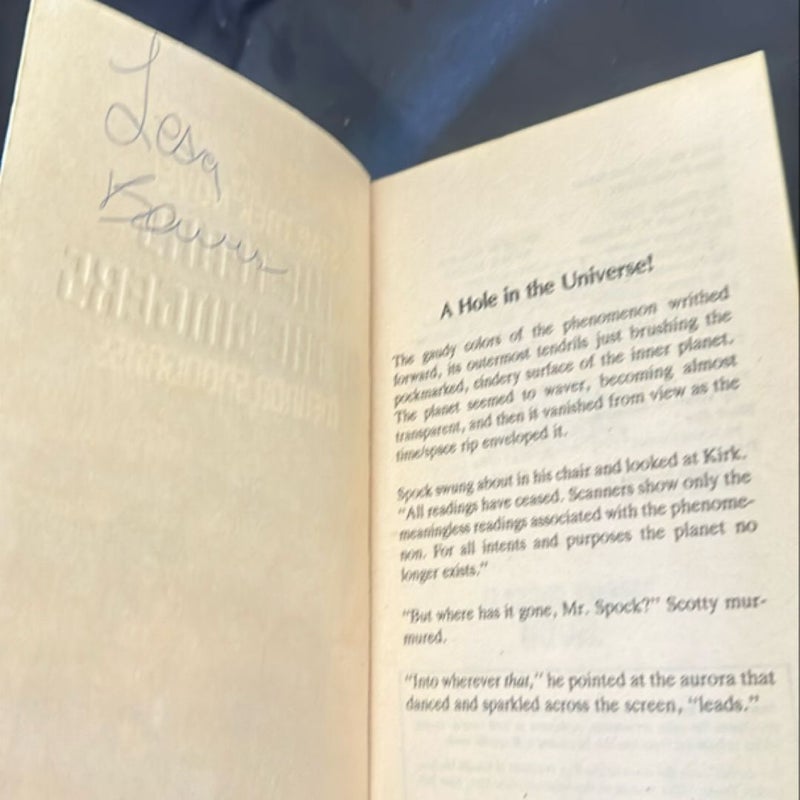 Lesa
A Hole in the Universe!
The gaudy colors of the phenomenon writhed
forward, its outermost tendrils just brushing the
pockmarked, cindery surface of the inner planet.
The planet seemed to waver, becoming almost
transparent, and then it vanished from view as the
time/space rip enveloped it.
Spock swung about in his chair and looked at Kirk.
"All readings have ceased. Scanners show only the
meaningless readings associated with the phenome-
non. For all intents and purposes the planet no
longer exists."
"But where has it gone, Mr. Spock?" Scotty mur-
mured.
"Into wherever that," he pointed at the aurora that
danced and sparkled across the screen, "leads."